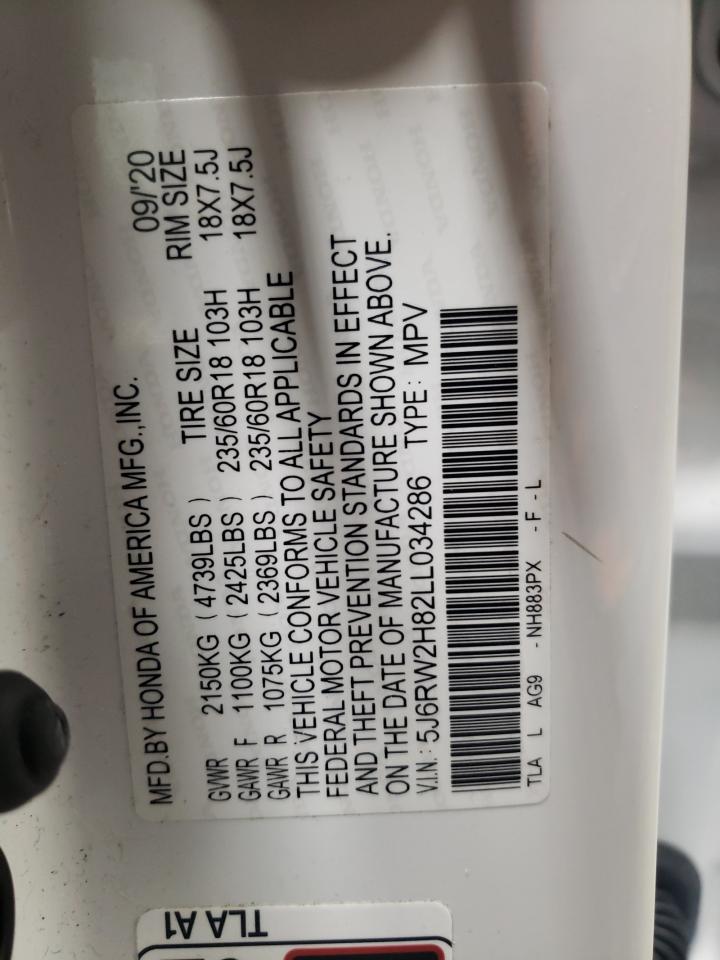 MFD.BY HONDA OF AMERICA MFG.,INC. 09/'20
TIRE SIZE RIM SIZE
GVWR 2150KG ( 4739LBS ) 235/60R18 103H 18X7.5J
GAWR F 1100KG ( 2425LBS ) 235/60R18 103H 18X7.5J
GAWR R 1075KG ( 2369LBS )
THIS VEHICLE CONFORMS TO ALL APPLICABLE
FEDERAL MOTOR VEHICLE SAFETY
AND THEFT PREVENTION STANDARDS IN EFFECT
ON THE DATE OF MANUFACTURE SHOWN ABOVE.
V.I.N.: 5J6RW2H82LL034286 TYPE: MPV
TLA L AG9 - NH883PX - F - L
TLA A1